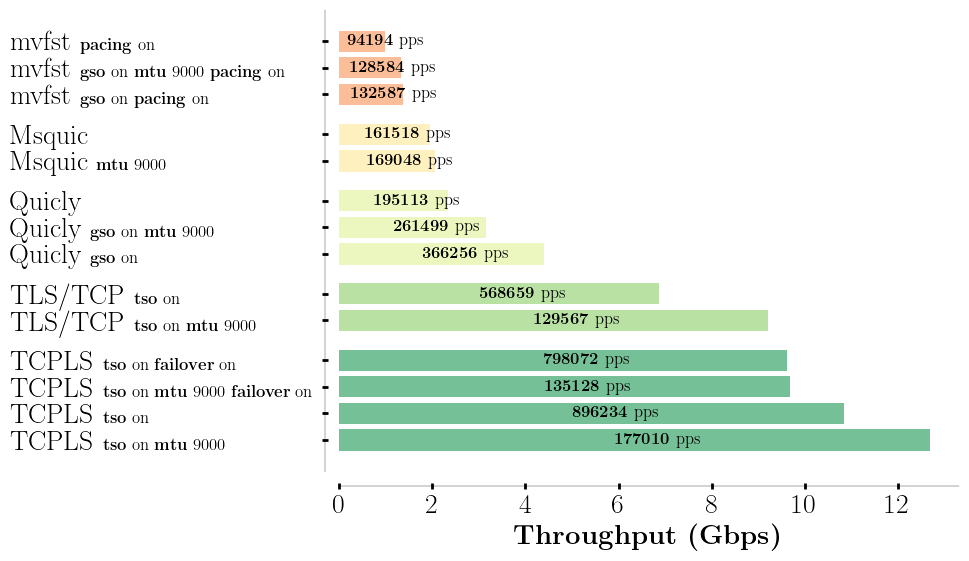 mvfst pacing on 94194 pps
mvfst gso on mtu 9000 pacing on 128584 pps
mvfst gso on pacing on 132587 pps
Msquic 161518 pps
Msquic mtu 9000 169048 pps
Quicly 195113 pps
Quicly gso on mtu 9000 261499 pps
Quicly gso on 366256 pps
TLS/TCP tso on 568659 pps
TLS/TCP tso on mtu 9000 129567 pps
TCPLS tso on failover on 798072 pps
TCPLS tso on mtu 9000 failover on 135128 pps
TCPLS tso on 896234 pps
TCPLS tso on mtu 9000 177010 pps
0 2 4 6 8 10 12
Throughput (Gbps)